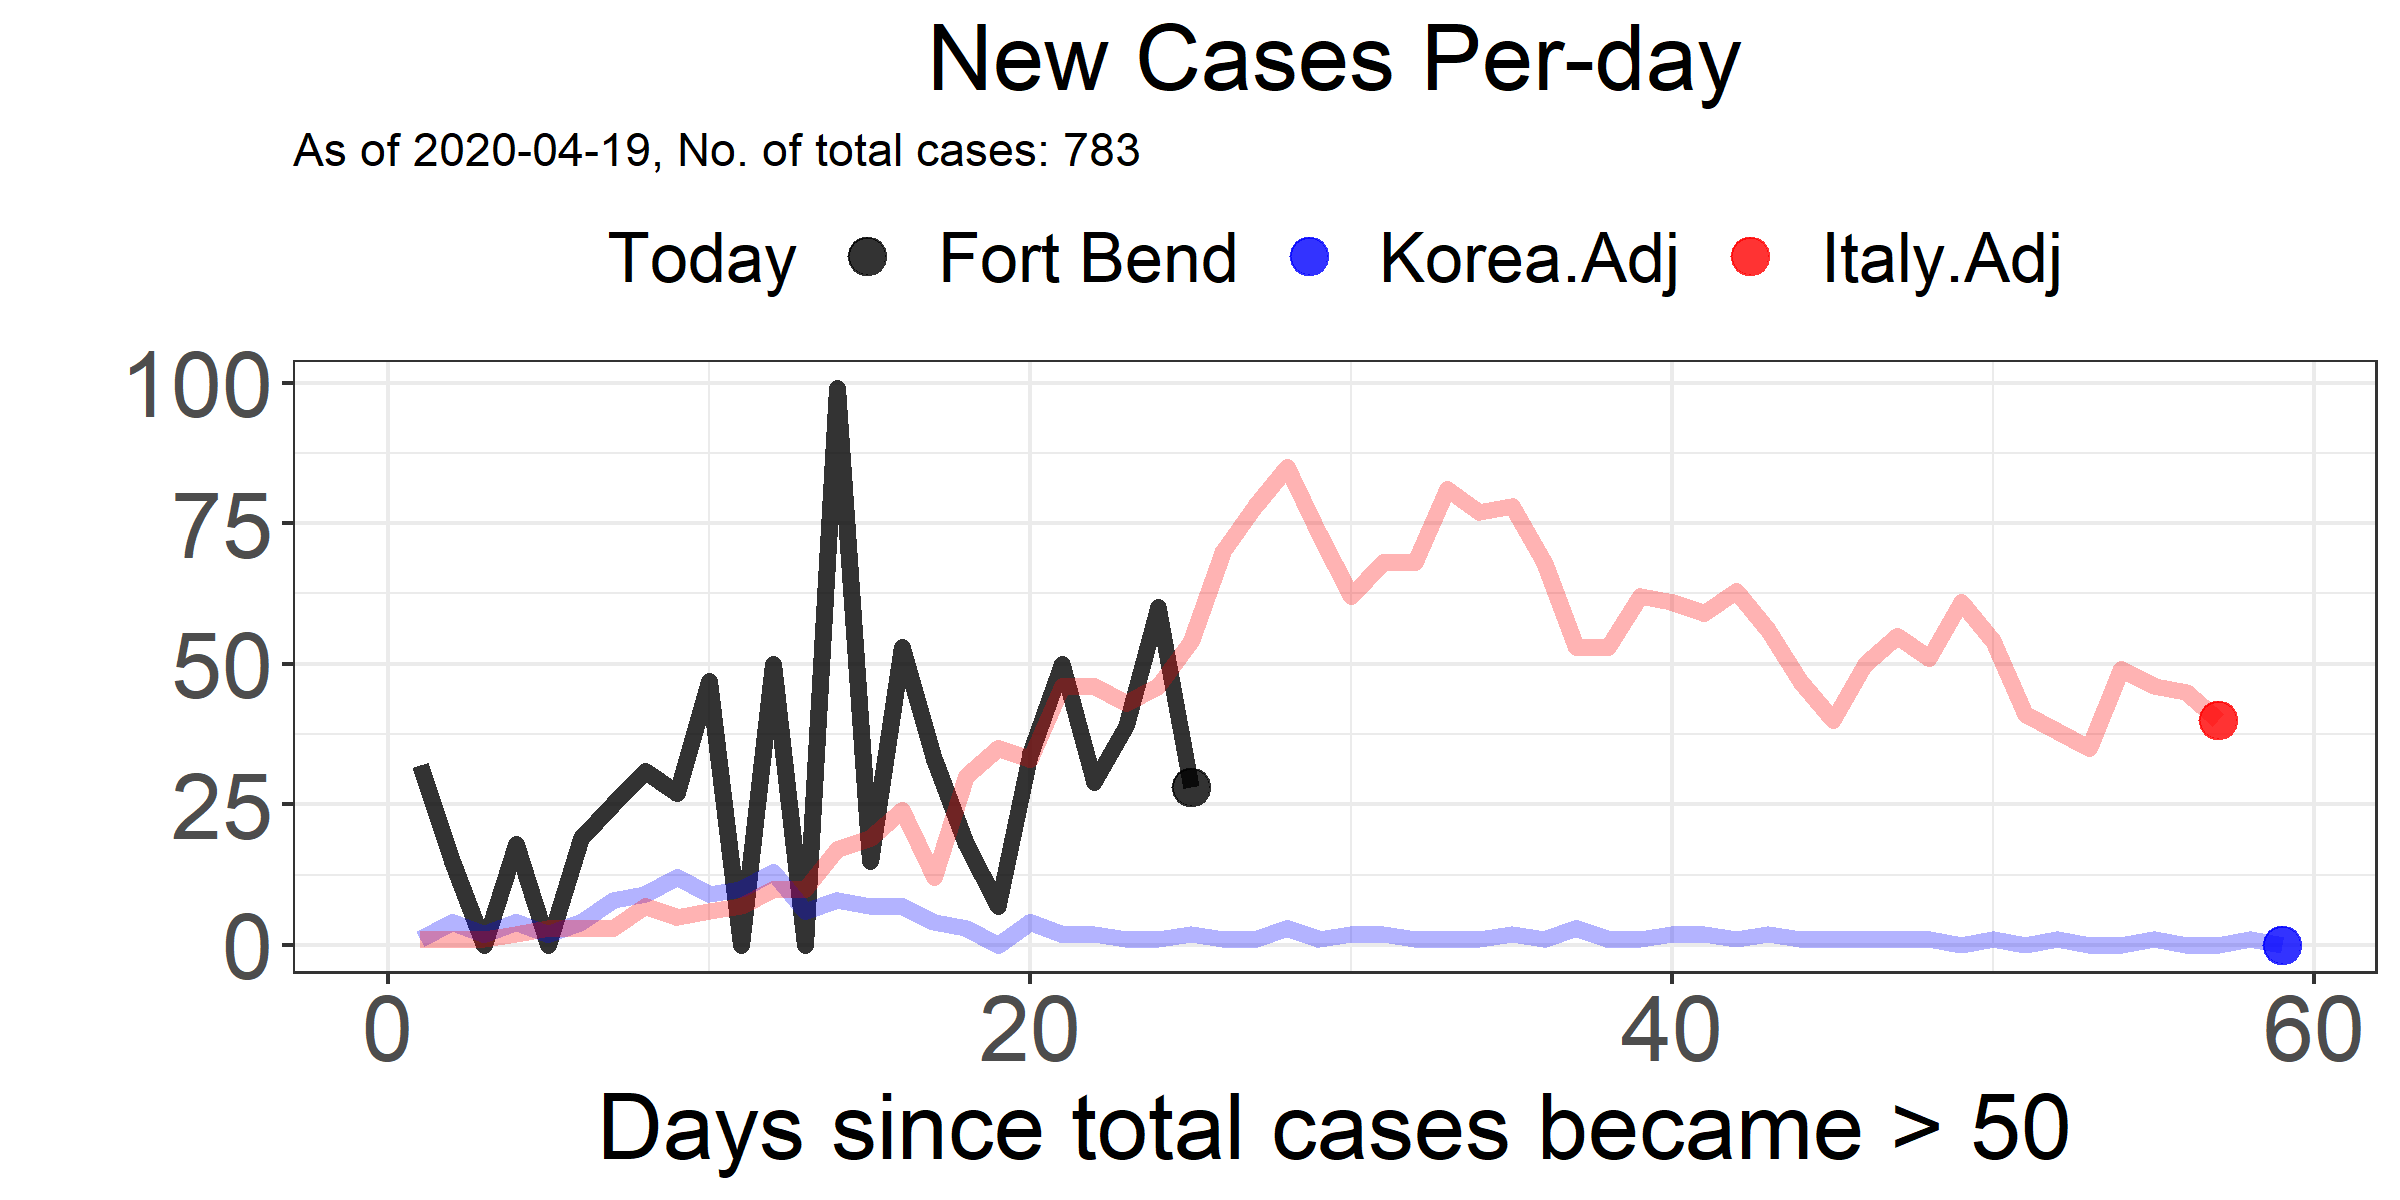 New Cases Per-day
As of 2020-04-19, No. of total cases: 783
Today Fort Bend Korea.Adj Italy.Adj
100
75
50
25
0
0 20 40 60
Days since total cases became > 50